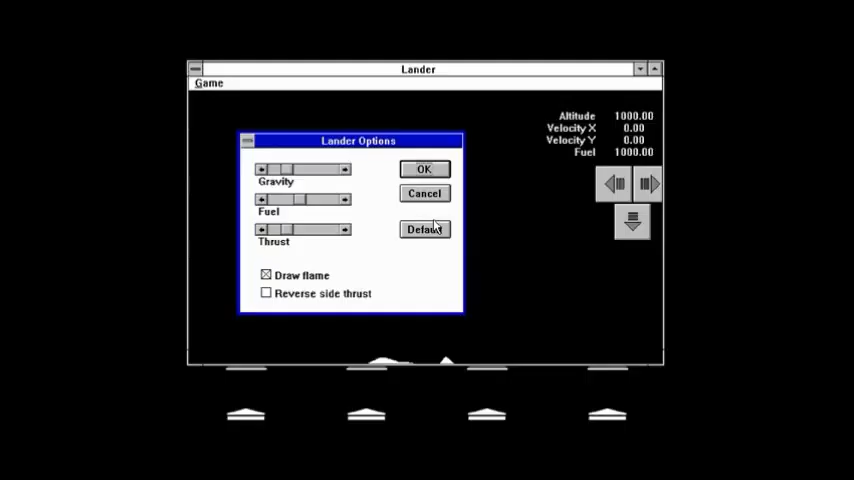 Lander
Game
Altitude 1000.00
Velocity X 0.00
Velocity Y 0.00
Fuel 1000.00
Lander Options
Gravity
Fuel
Thrust
OK
Cancel
Default
Draw flame
Reverse side thrust